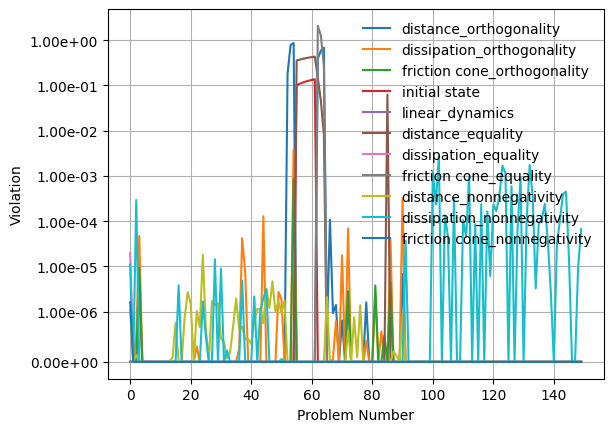 1.00e+00
1.00e-01
1.00e-02
1.00e-03
1.00e-04
1.00e-05
1.00e-06
0.00e+00
Violation
distance_orthogonality
dissipation_orthogonality
friction cone_orthogonality
initial state
linear_dynamics
distance_equality
dissipation_equality
friction cone_equality
distance_nonnegativity
dissipation_nonnegativity
friction cone_nonnegativity
0 20 40 60 80 100 120 140
Problem Number